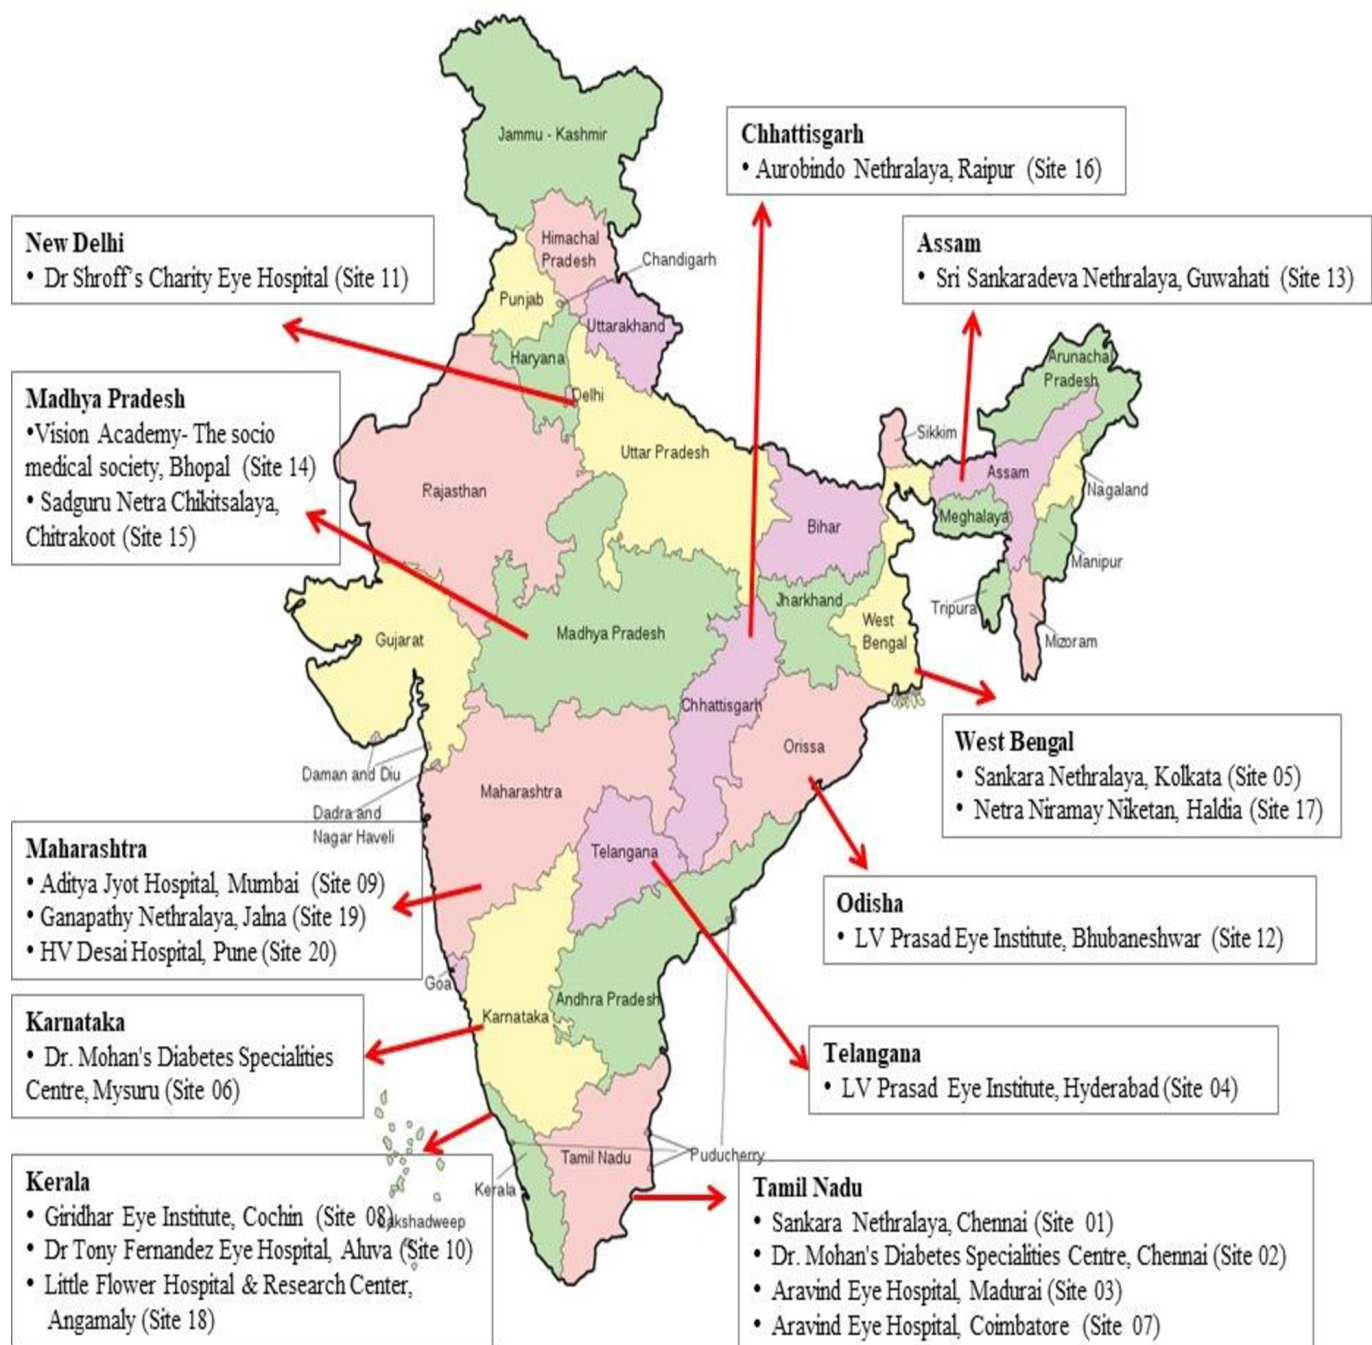 Jammu - Kashmir
Chhattisgarh
• Aurobindo Nethralaya, Raipur (Site 16)
New Delhi
• Dr Shroff's Charity Eye Hospital (Site 11)
Himachal
Pradesh
Chandigarh
Assam
• Sri Sankaradeva Nethralaya, Guwahati (Site 13)
Punjab
Uttarakhand
Haryana
Delhi
Arunachal
Pradesh
Madhya Pradesh
•Vision Academy- The socio
medical society, Bhopal (Site 14)
• Sadguru Netra Chikitsalaya,
Chitrakoot (Site 15)
Sikkim
Uttar Pradesh
Rajasthan
Assam
Nagaland
Meghalaya
Bihar
Manipur
Jharkhand
Tripura
West
Bengal
Mizoram
Gujarat
Madhya Pradesh
Chhattisgarh
West Bengal
• Sankara Nethralaya, Kolkata (Site 05)
• Netra Niramay Niketan, Haldia (Site 17)
Orissa
Daman and Diu
Maharashtra
Dadra and
Nagar Haveli
Maharashtra
• Aditya Jyot Hospital, Mumbai (Site 09)
• Ganapathy Nethralaya, Jalna (Site 19)
• HV Desai Hospital, Pune (Site 20)
Telangana
Odisha
• LV Prasad Eye Institute, Bhubaneshwar (Site 12)
Goa
Andhra Pradesh
Karnataka
Karnataka
• Dr. Mohan's Diabetes Specialities
Centre, Mysuru (Site 06)
Telangana
• LV Prasad Eye Institute, Hyderabad (Site 04)
Tamil Nadu
Puducherry
Kerala
Lakshadweep
Kerala
• Giridhar Eye Institute, Cochin (Site 08)
• Dr Tony Fernandez Eye Hospital, Aluva (Site 10)
• Little Flower Hospital & Research Center,
Angamaly (Site 18)
Tamil Nadu
• Sankara Nethralaya, Chennai (Site 01)
• Dr. Mohan's Diabetes Specialities Centre, Chennai (Site 02)
• Aravind Eye Hospital, Madurai (Site 03)
• Aravind Eye Hospital, Coimbatore (Site 07)